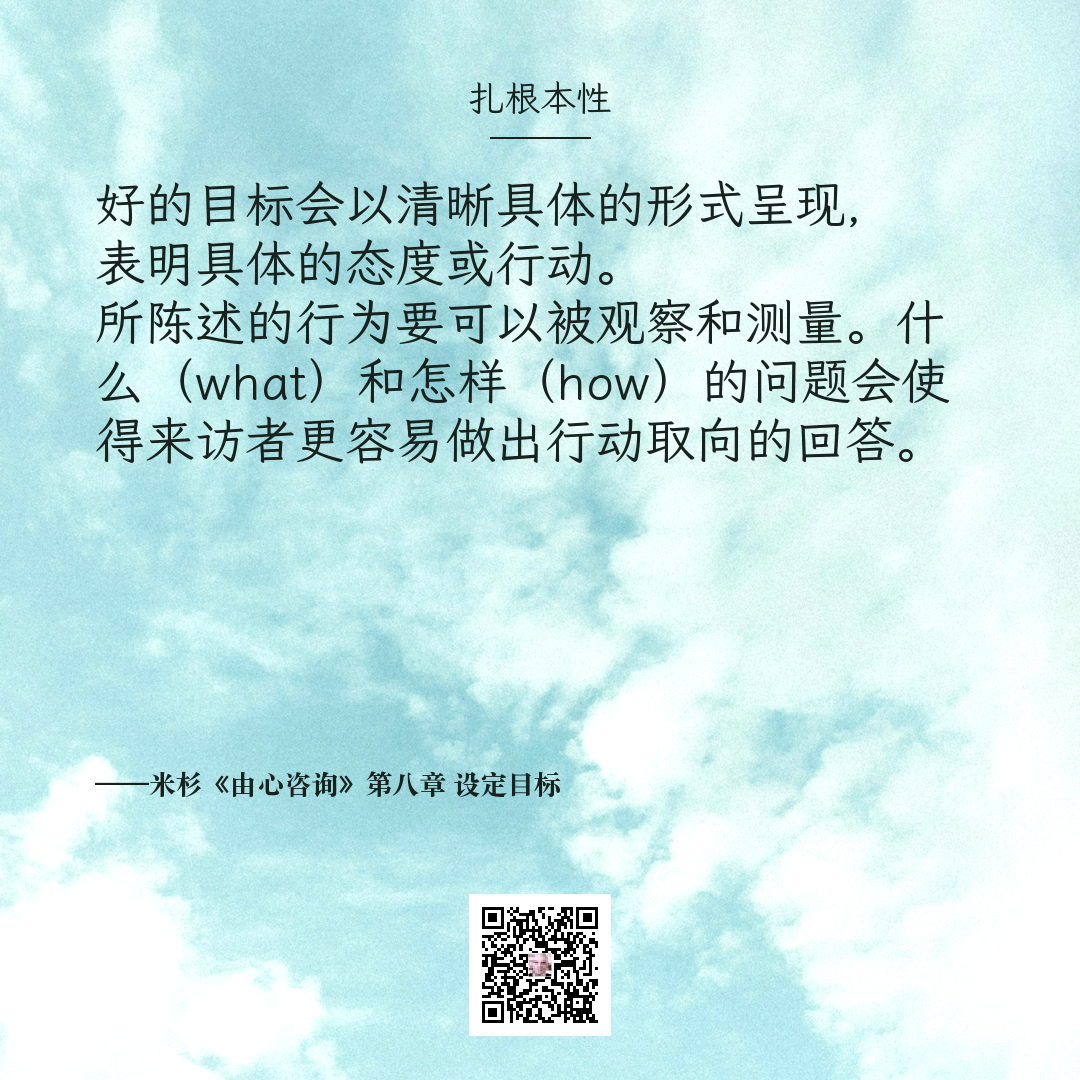 扎根本性
好的目标会以清晰具体的形式呈现,
表明具体的态度或行动。
所陈述的行为要可以被观察和测量。什
么（what）和怎样（how）的问题会使
得来访者更容易做出行动取向的回答。
——米杉《由心咨询》第八章 设定目标